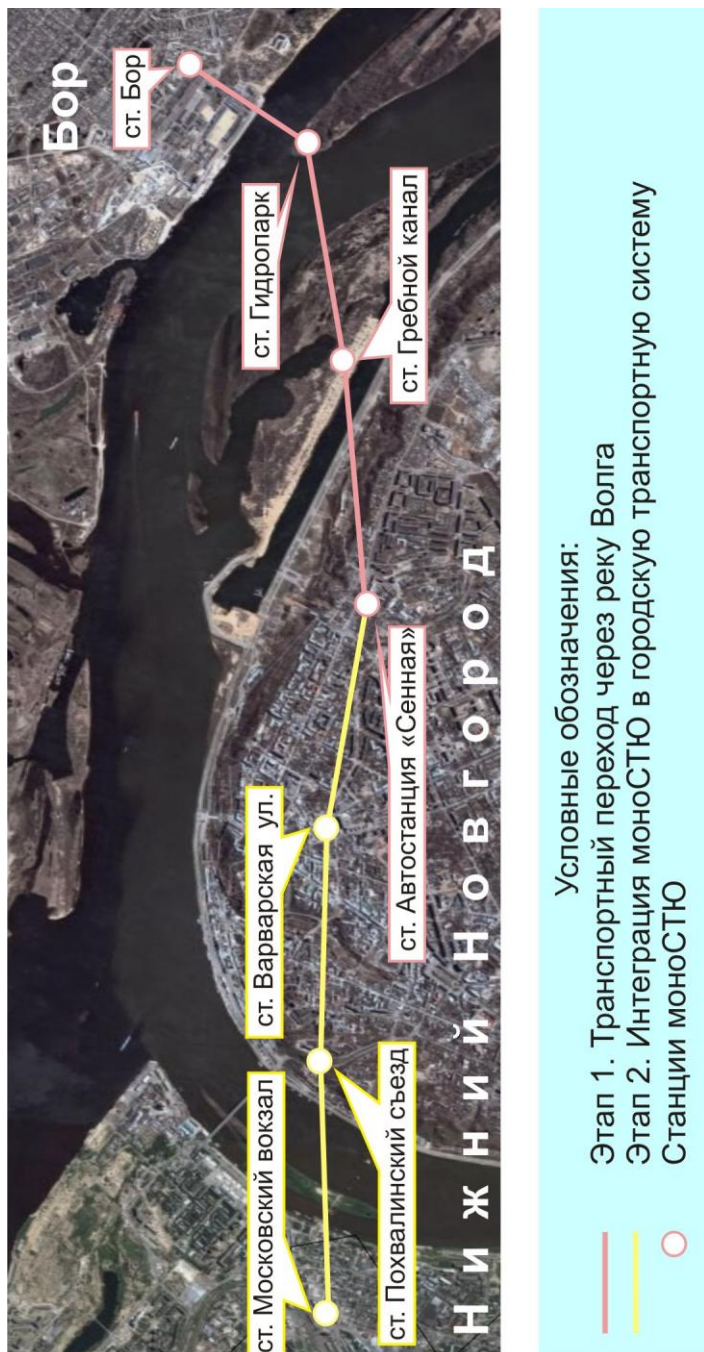 Бор
ст. Бор
ст. Гидропарк
ст. Гребной канал
ст. Автостанция «Сенная»
ст. Варварская ул.
ст. Похвалинский съезд
ст. Московский вокзал
Нижний Новгород
Условные обозначения:
Этап 1. Транспортный переход через реку Волга
Этап 2. Интеграция моноСТЮ в городскую транспортную систему
Станции моноСТЮ